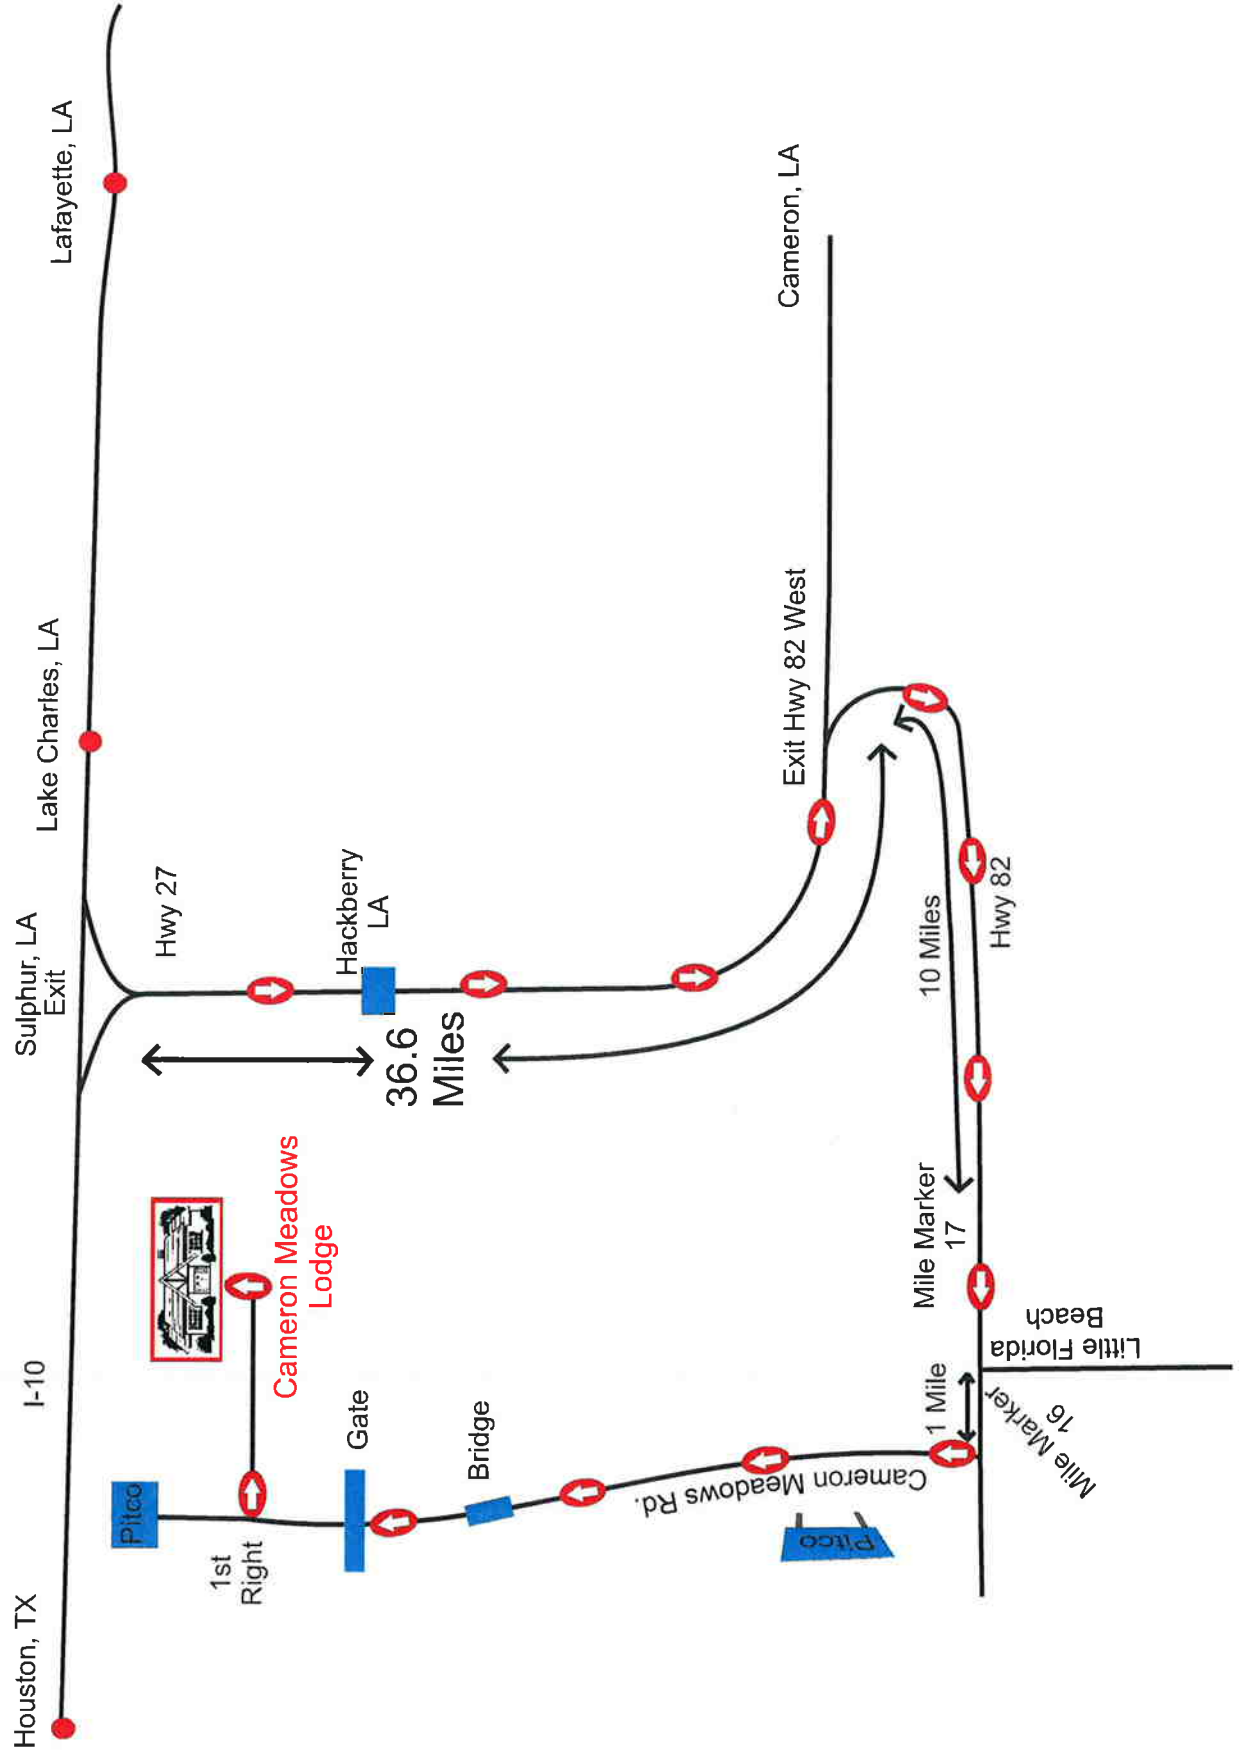 Houston, TX
I-10
Sulphur, LA
Exit
Lake Charles, LA
Lafayette, LA
Hwy 27
Hackberry
LA
36.6
Miles
Exit Hwy 82 West
Cameron, LA
10 Miles
Hwy 82
Mile Marker
17
Little Florida
Beach
1 Mile
Mile Marker
16
Cameron Meadows Rd.
Pitco
Bridge
Gate
1st
Right
Pitco
Cameron Meadows
Lodge